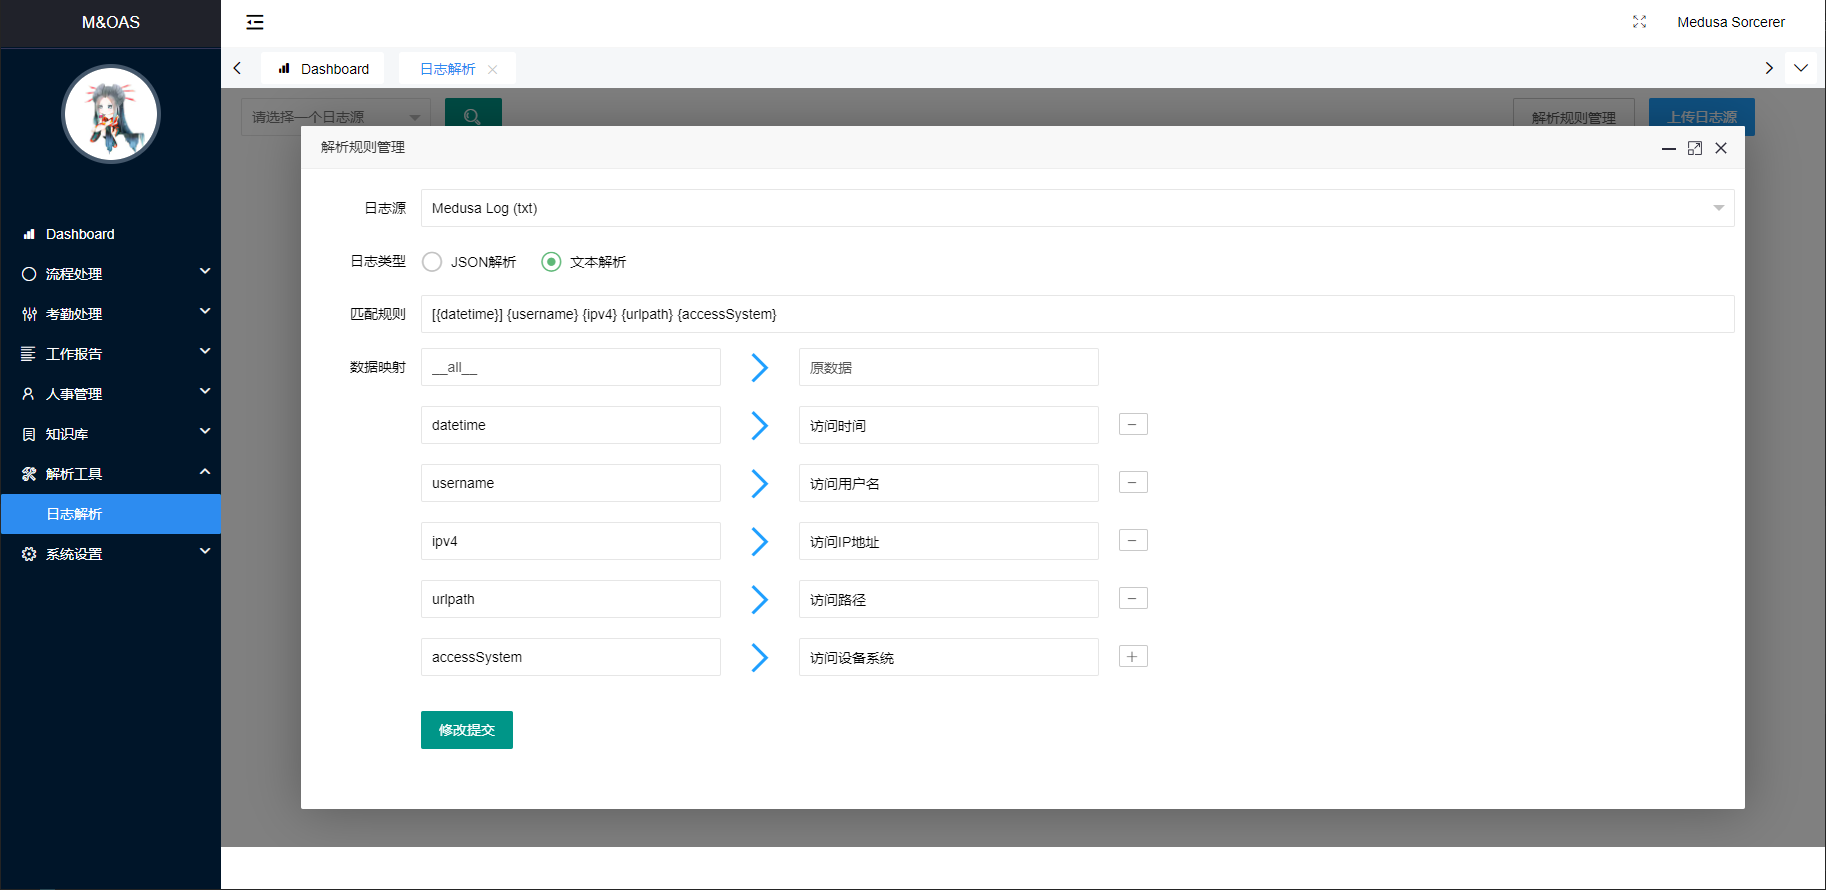 M&OAS
Medusa Sorcerer
Dashboard
日志解析
请选择一个日志源
解析规则管理
上传日志源
Dashboard
流程处理
考勤处理
工作报告
人事管理
知识库
解析工具
日志解析
系统设置
解析规则管理
日志源
Medusa Log (txt)
日志类型
JSON解析
文本解析
匹配规则
[{datetime}] {username} {ipv4} {urlpath} {accessSystem}
数据映射
__all__
原数据
datetime
访问时间
username
访问用户名
ipv4
访问IP地址
urlpath
访问路径
accessSystem
访问设备系统
修改提交